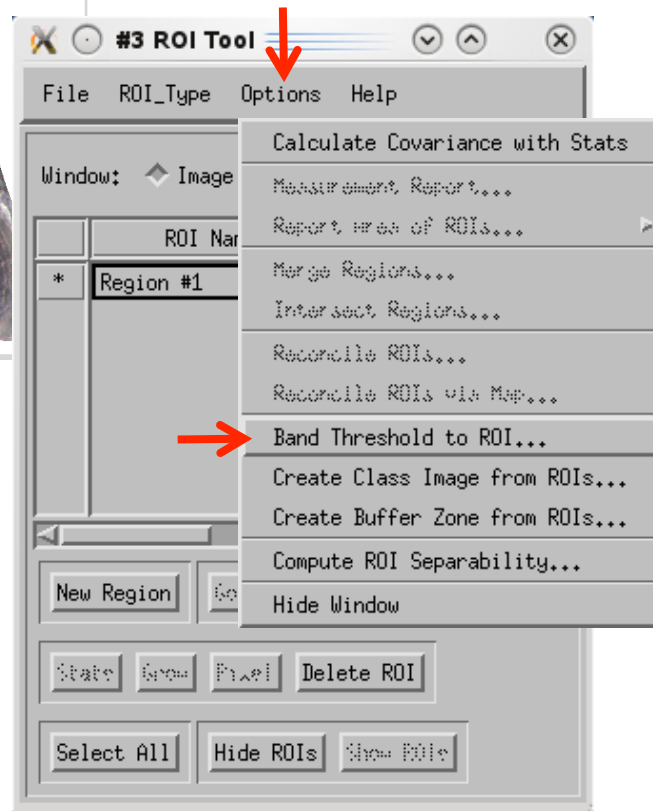 #3 ROI Tool
File ROI_Type Options Help
Calculate Covariance with Stats
Window: Image
Measurement Report...
Report area of ROIs...
ROI Nar
Merge Regions...
* Region #1
Intersect Regions...
Reconcile ROIs...
Reconcile ROIs via Map...
Band Threshold to ROI...
Create Class Image from ROIs...
Create Buffer Zone from ROIs...
Compute ROI Separability...
New Region Go
Hide Window
Stats Grow Pixel Delete ROI
Select All Hide ROIs Show ROIs